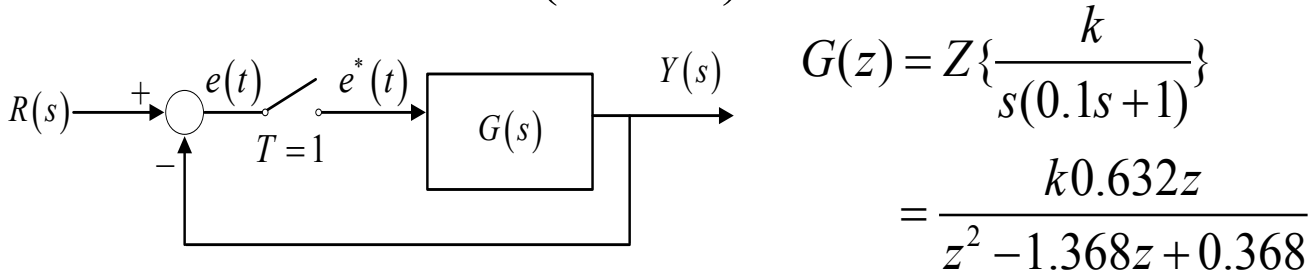 R(s) + e(t) e*(t) G(s) Y(s)
− T = 1
G(z) = Z{k/(s(0.1s+1))}
= k0.632z/(z² − 1.368z + 0.368)